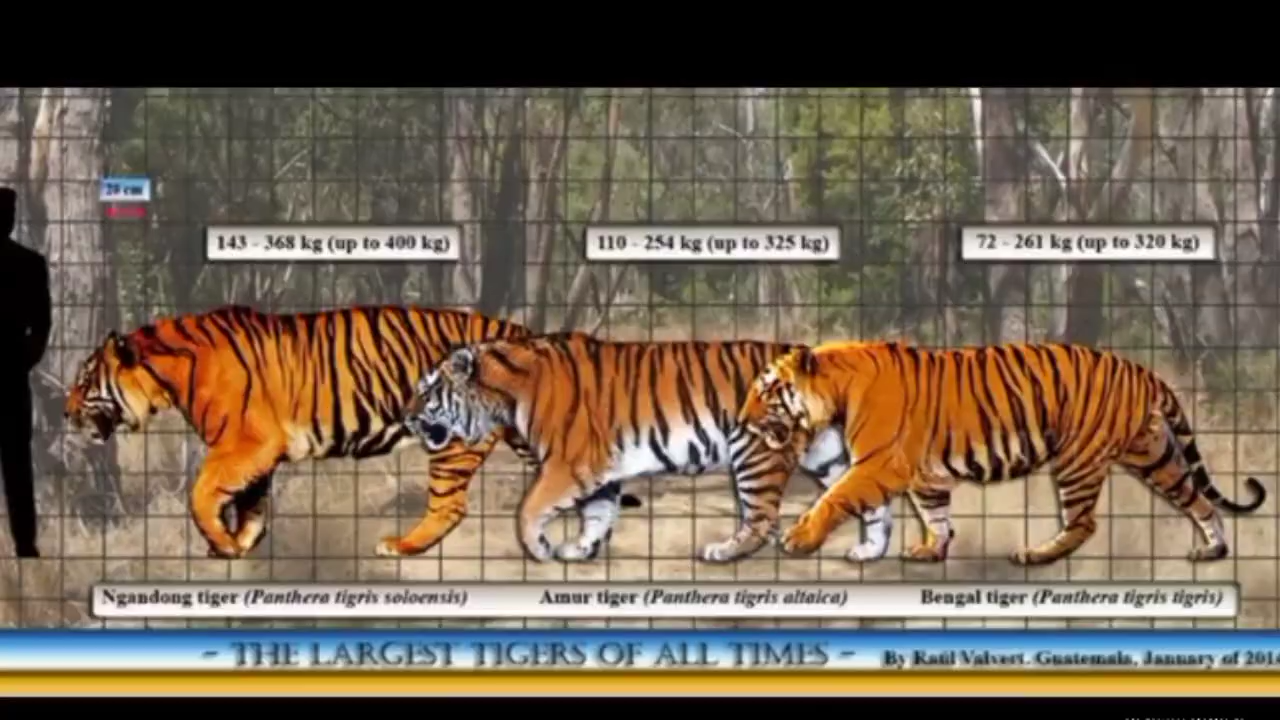 20 cm
143 - 368 kg (up to 400 kg)
110 - 254 kg (up to 325 kg)
72 - 261 kg (up to 320 kg)
Ngandong tiger (Panthera tigris soloensis)
Amur tiger (Panthera tigris altaica)
Bengal tiger (Panthera tigris tigris)
- THE LARGEST TIGERS OF ALL TIMES -
By Raúl Valvert. Guatemala, January of 2014